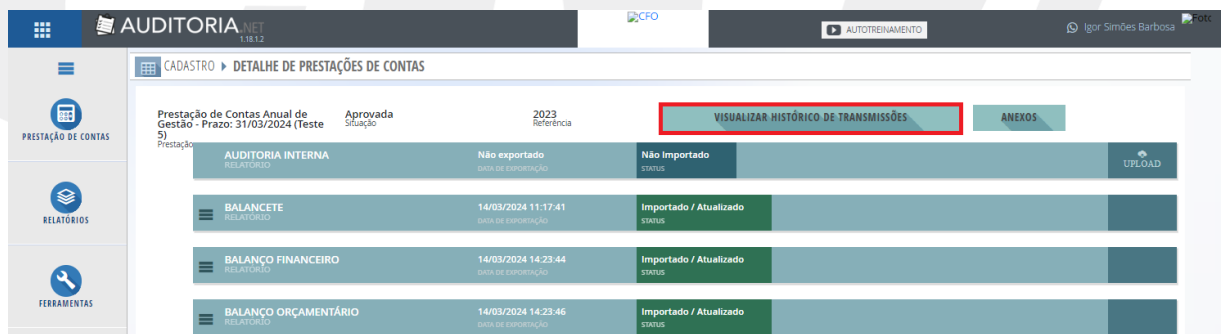 AUDITORIA.NET
1.18.1.2
CFO
AUTOTREINAMENTO
Igor Simões Barbosa
Foto
CADASTRO ▸ DETALHE DE PRESTAÇÕES DE CONTAS
PRESTAÇÃO DE CONTAS
RELATÓRIOS
FERRAMENTAS
Prestação de Contas Anual de
Gestão - Prazo: 31/03/2024 (Teste
5)
Prestação
Aprovada
Situação
2023
Referência
VISUALIZAR HISTÓRICO DE TRANSMISSÕES
ANEXOS
AUDITORIA INTERNA
RELATÓRIO
Não exportado
DATA DE EXPORTAÇÃO
Não Importado
STATUS
UPLOAD
BALANCETE
RELATÓRIO
14/03/2024 11:17:41
DATA DE EXPORTAÇÃO
Importado / Atualizado
STATUS
BALANÇO FINANCEIRO
RELATÓRIO
14/03/2024 14:23:44
DATA DE EXPORTAÇÃO
Importado / Atualizado
STATUS
BALANÇO ORÇAMENTÁRIO
RELATÓRIO
14/03/2024 14:23:46
DATA DE EXPORTAÇÃO
Importado / Atualizado
STATUS